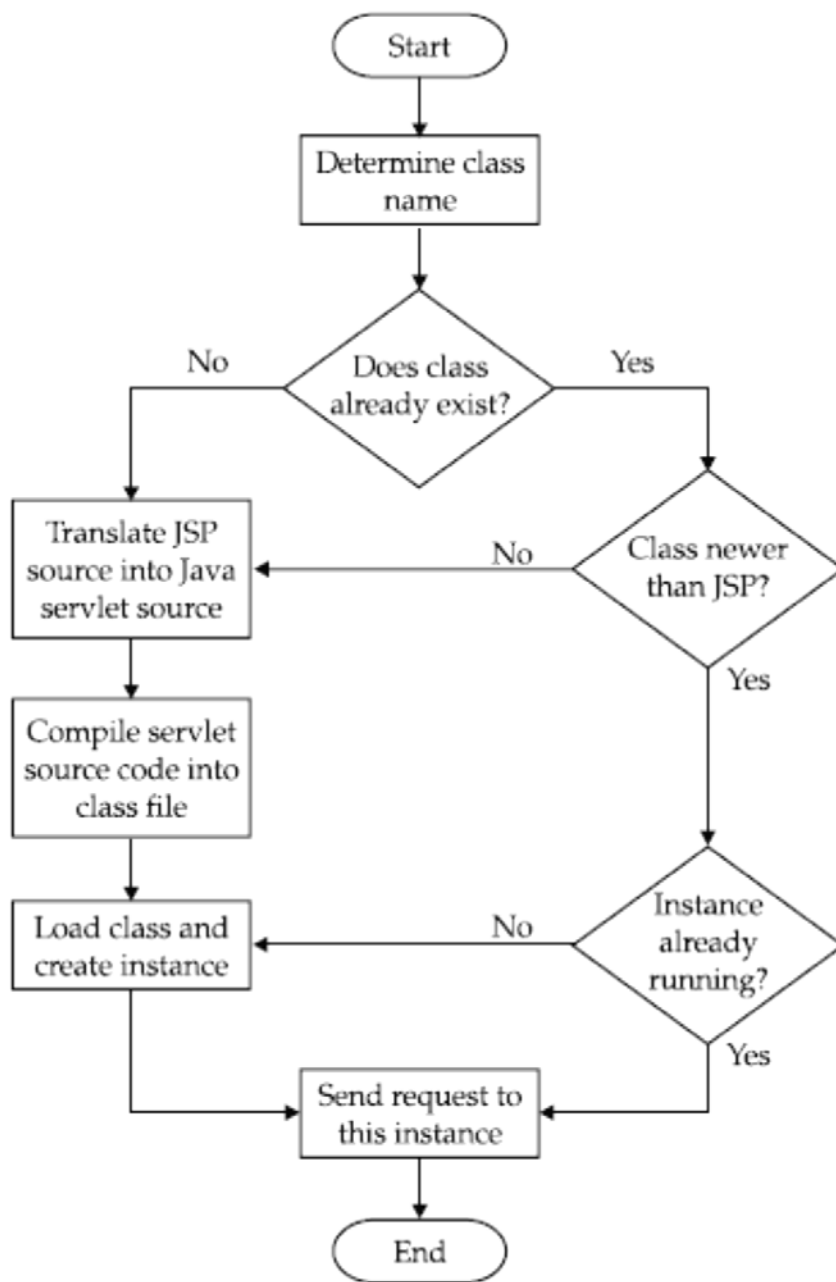 Start
Determine class
name
Does class
already exist?
No
Yes
Translate JSP
source into Java
servlet source
No
Class newer
than JSP?
Yes
Compile servlet
source code into
class file
Load class and
create instance
No
Instance
already
running?
Yes
Send request to
this instance
End